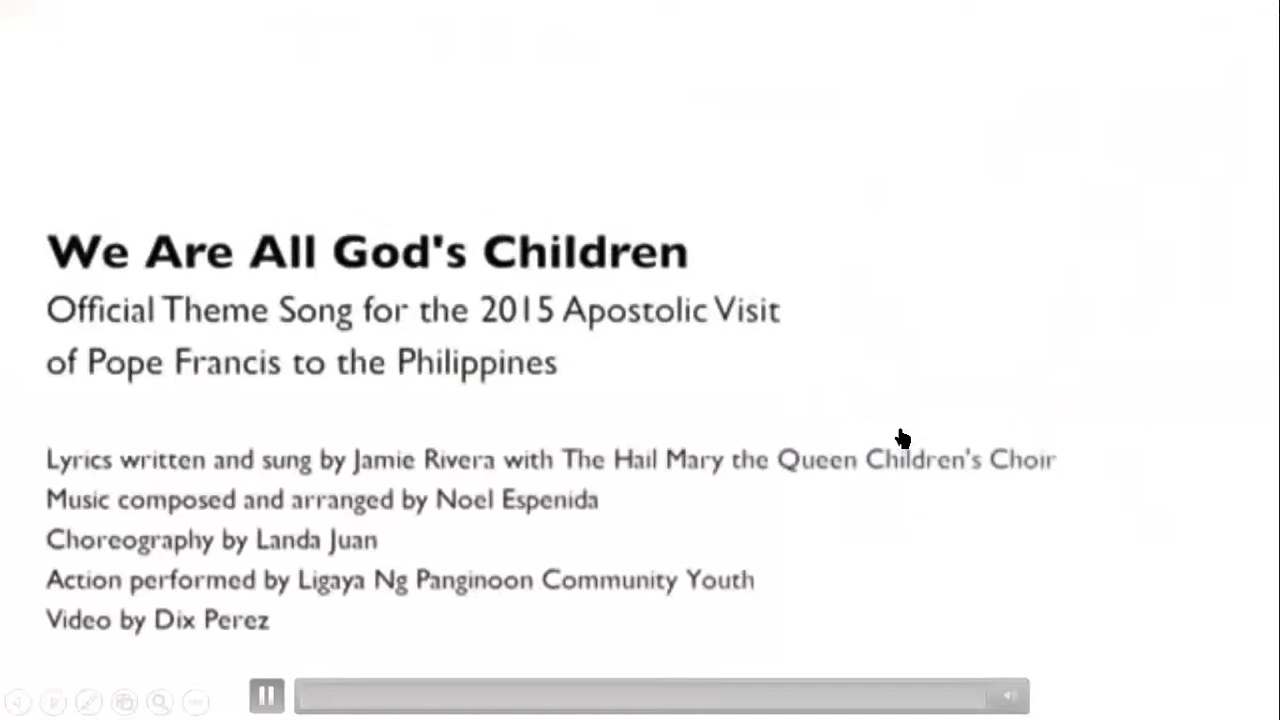 We Are All God's Children
Official Theme Song for the 2015 Apostolic Visit
of Pope Francis to the Philippines
Lyrics written and sung by Jamie Rivera with The Hail Mary the Queen Children's Choir
Music composed and arranged by Noel Espenida
Choreography by Landa Juan
Action performed by Ligaya Ng Panginoon Community Youth
Video by Dix Perez